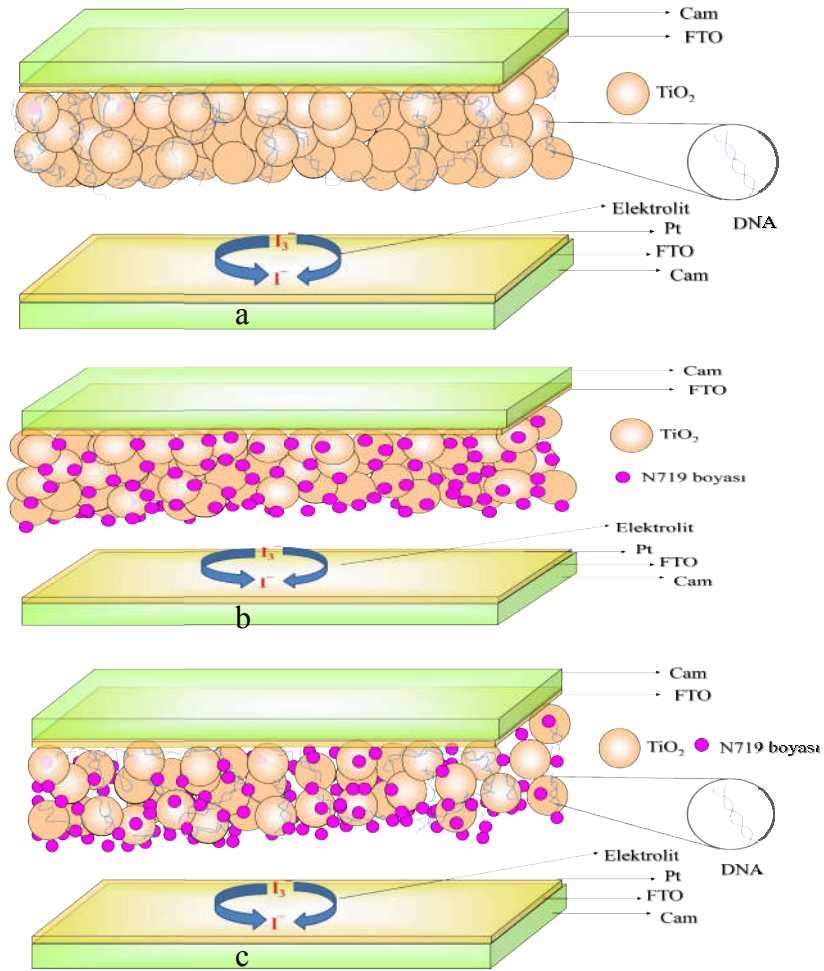 Cam
FTO
TiO₂
DNA
Elektrolit
Pt
FTO
Cam
I₃⁻
I⁻
a
Cam
FTO
TiO₂
N719 boyası
Elektrolit
Pt
FTO
Cam
I₃⁻
I⁻
b
Cam
FTO
TiO₂ N719 boyası
DNA
Elektrolit
Pt
FTO
Cam
I₃⁻
I⁻
c